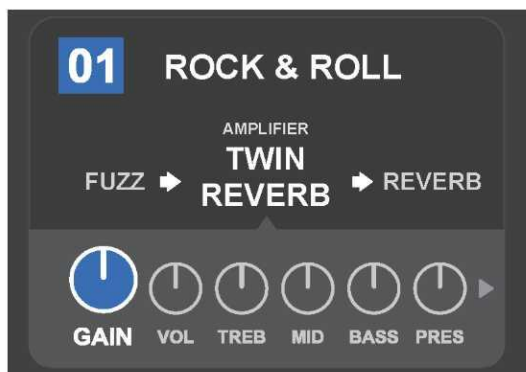 01 ROCK & ROLL
AMPLIFIER
TWIN
FUZZ REVERB REVERB
GAIN VOL TREB MID BASS PRES